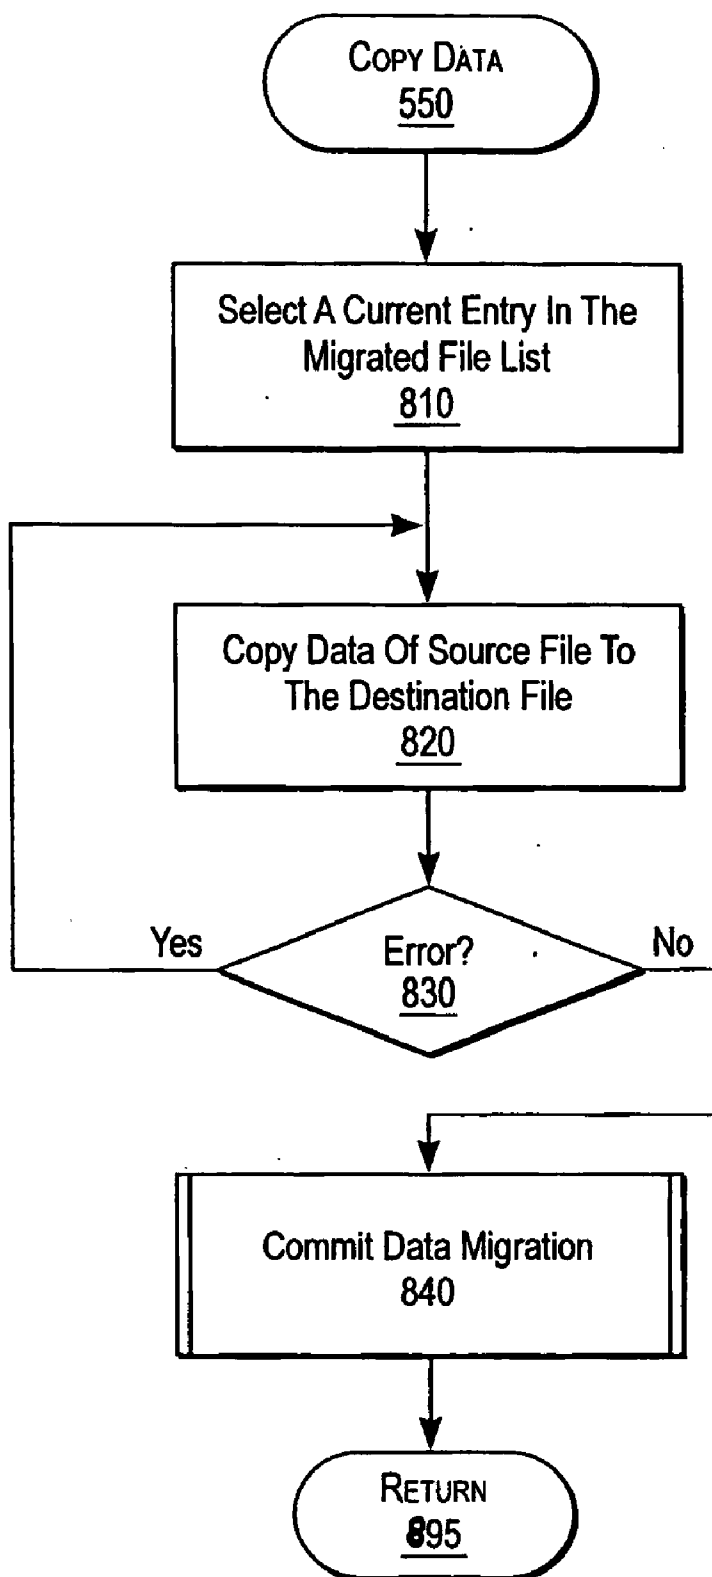 COPY DATA
550
Select A Current Entry In The
Migrated File List
810
Copy Data Of Source File To
The Destination File
820
Yes
Error?
830
No
Commit Data Migration
840
RETURN
895